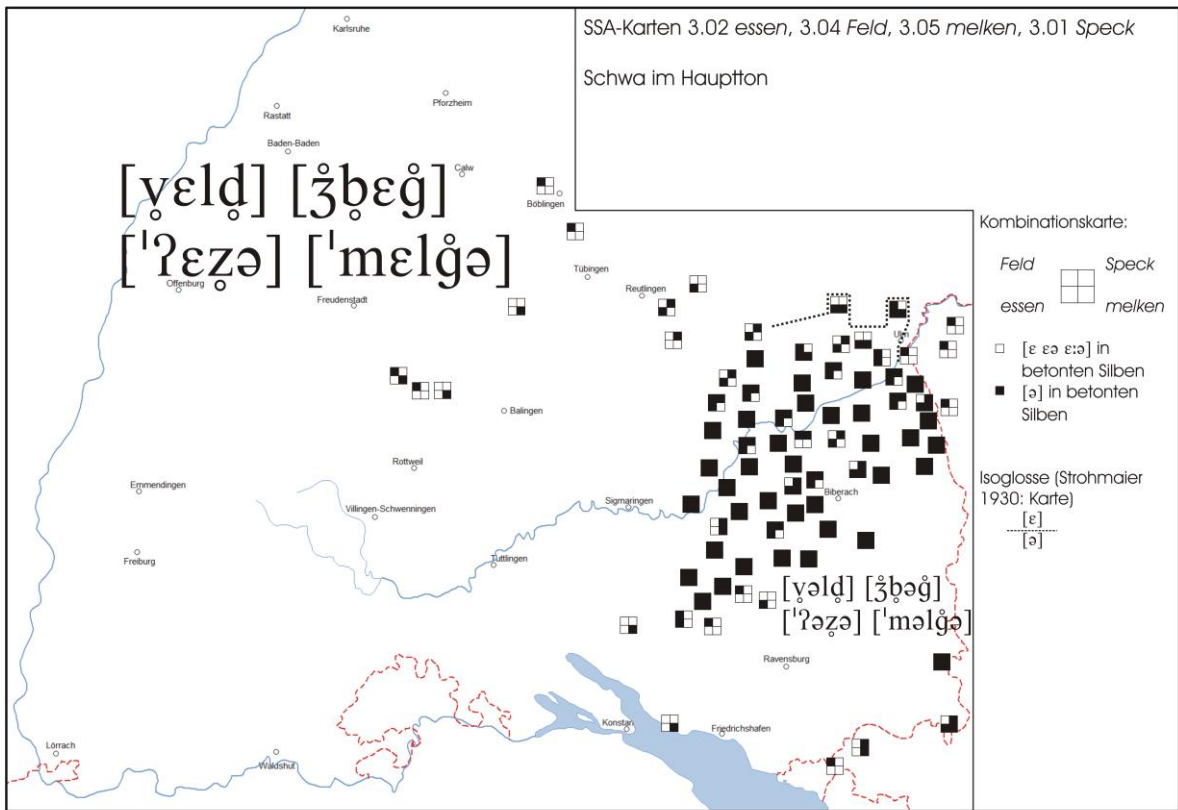 SSA-Karten 3.02 essen, 3.04 Feld, 3.05 melken, 3.01 Speck
Schwa im Hauptton
Karlsruhe
Pforzheim
Rastatt
Baden-Baden
Calw
[v̥ɛld̥] [ʒ̊b̥ɛg̊]
Böblingen
[ˈʔɛz̥ə] [ˈmɛlg̊ə]
Tübingen
Offenburg
Freudenstadt
Reutlingen
Ulm
Balingen
Rottweil
Emmendingen
Villingen-Schwenningen
Sigmaringen
Biberach
Freiburg
Tuttlingen
[v̥əld̥] [ʒ̊b̥əg̊]
[ˈʔəz̥ə] [ˈməlg̊ə]
Ravensburg
Konstan
Friedrichshafen
Lörrach
Waldshut
Kombinationskarte:
Feld Speck
essen melken
[ɛ ɛə ɛːə] in
betonten Silben
[ə] in betonten
Silben
Isoglosse (Strohmaier
1930: Karte)
[ɛ]
[ə]